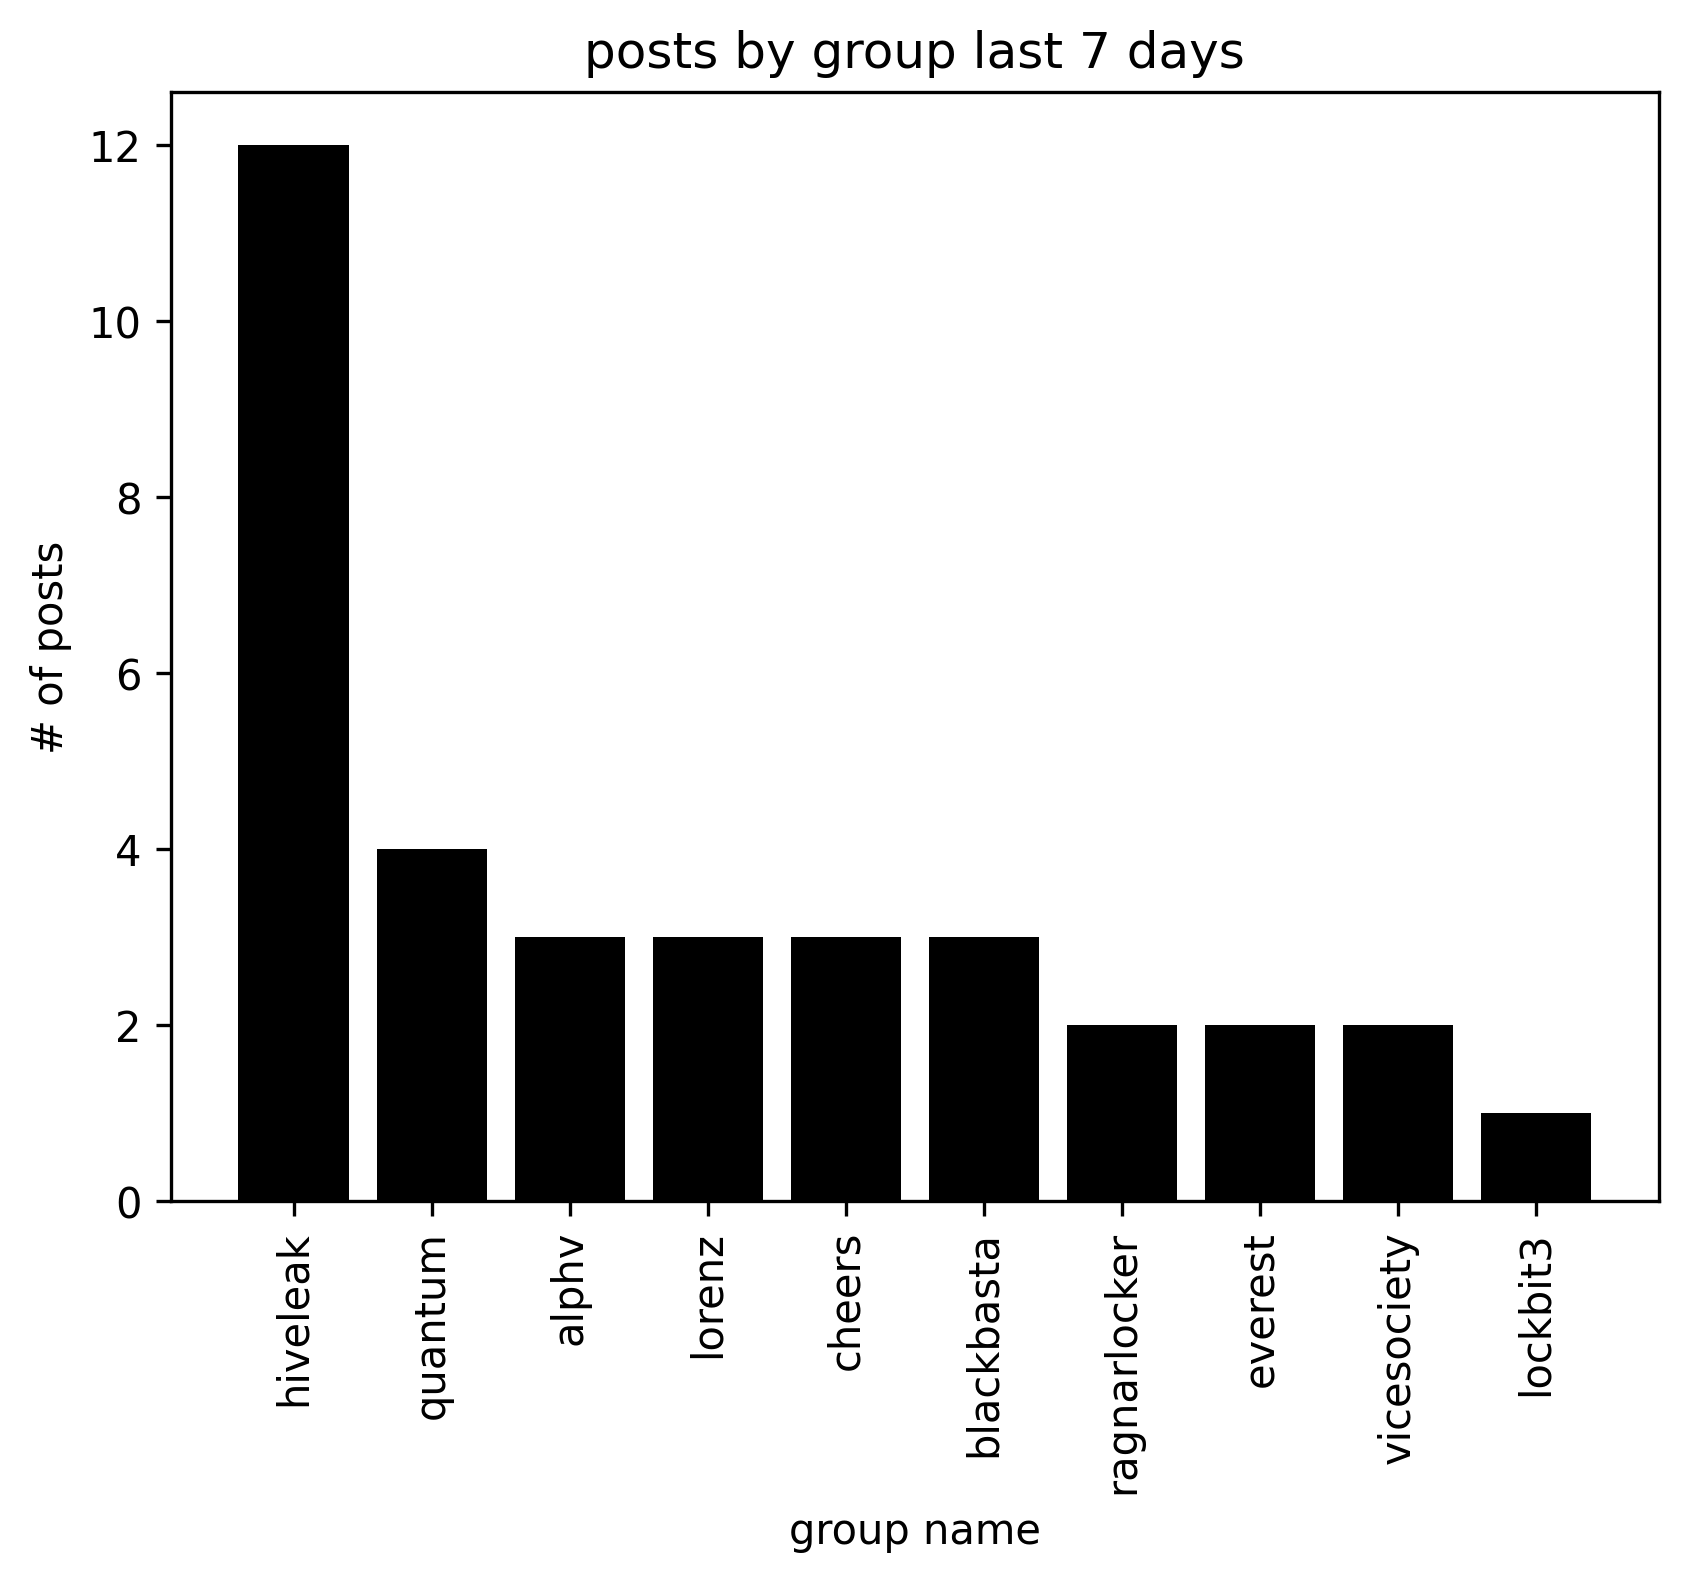 posts by group last 7 days
12
10
8
6
4
2
0
# of posts
hiveleak
quantum
alphv
lorenz
cheers
blackbasta
ragnarlocker
everest
vicesociety
lockbit3
group name